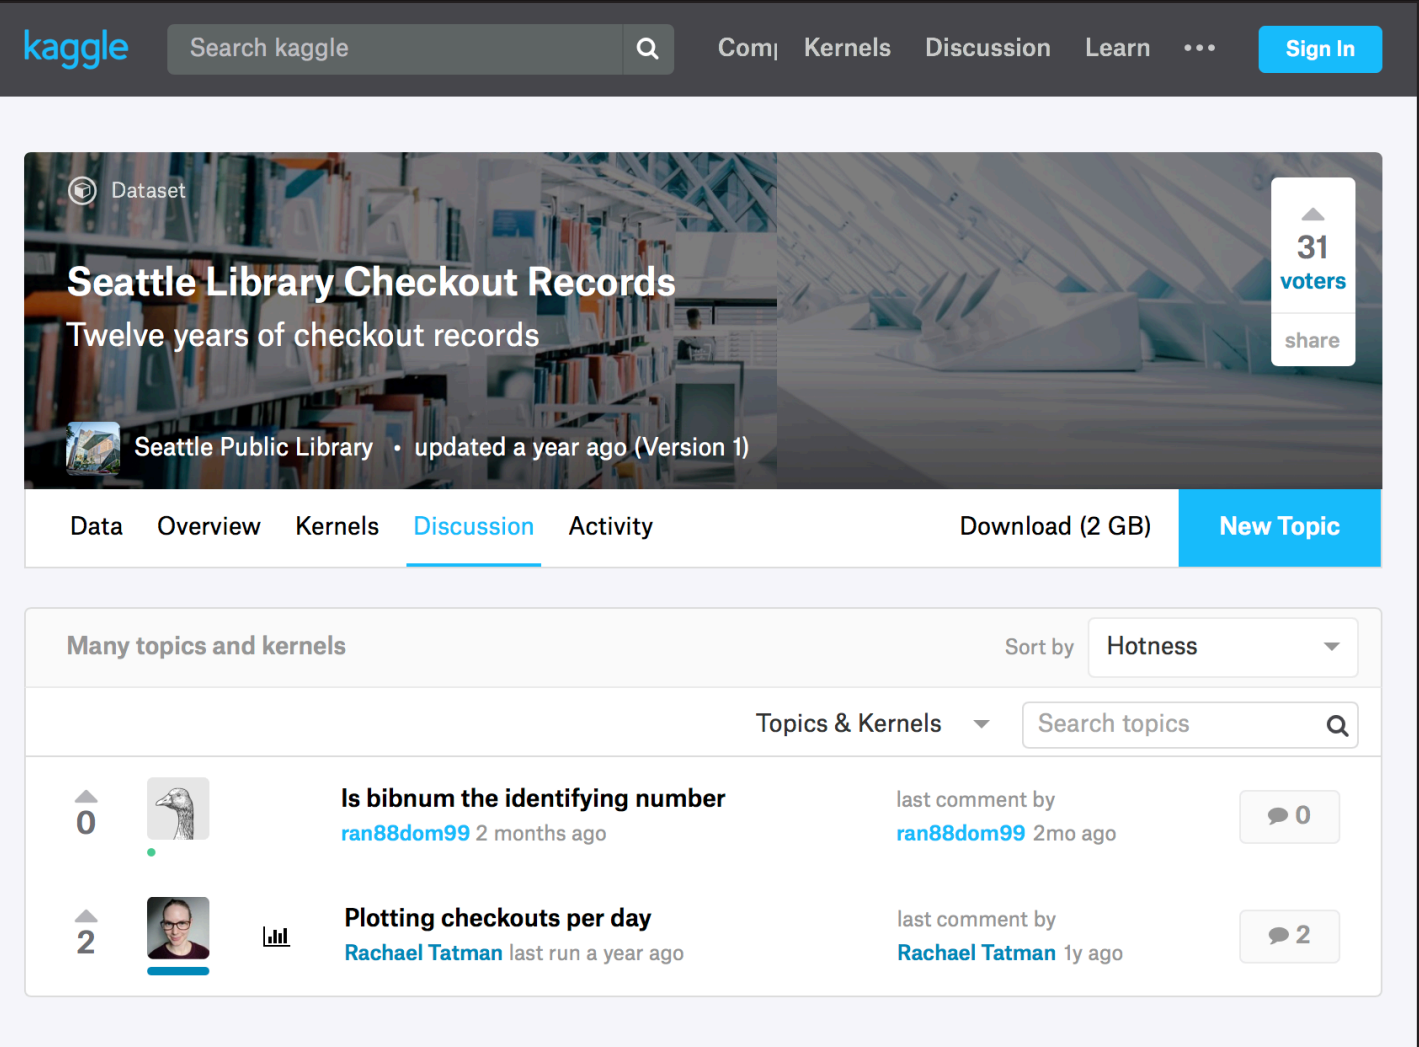 kaggle
Search kaggle
Comp Kernels Discussion Learn ••• Sign In
Dataset
31
voters
share
Seattle Library Checkout Records
Twelve years of checkout records
Seattle Public Library • updated a year ago (Version 1)
Data Overview Kernels Discussion Activity Download (2 GB) New Topic
Many topics and kernels Sort by Hotness
Topics & Kernels Search topics
0
Is bibnum the identifying number
ran88dom99 2 months ago
last comment by
ran88dom99 2mo ago
0
2
Plotting checkouts per day
Rachael Tatman last run a year ago
last comment by
Rachael Tatman 1y ago
2